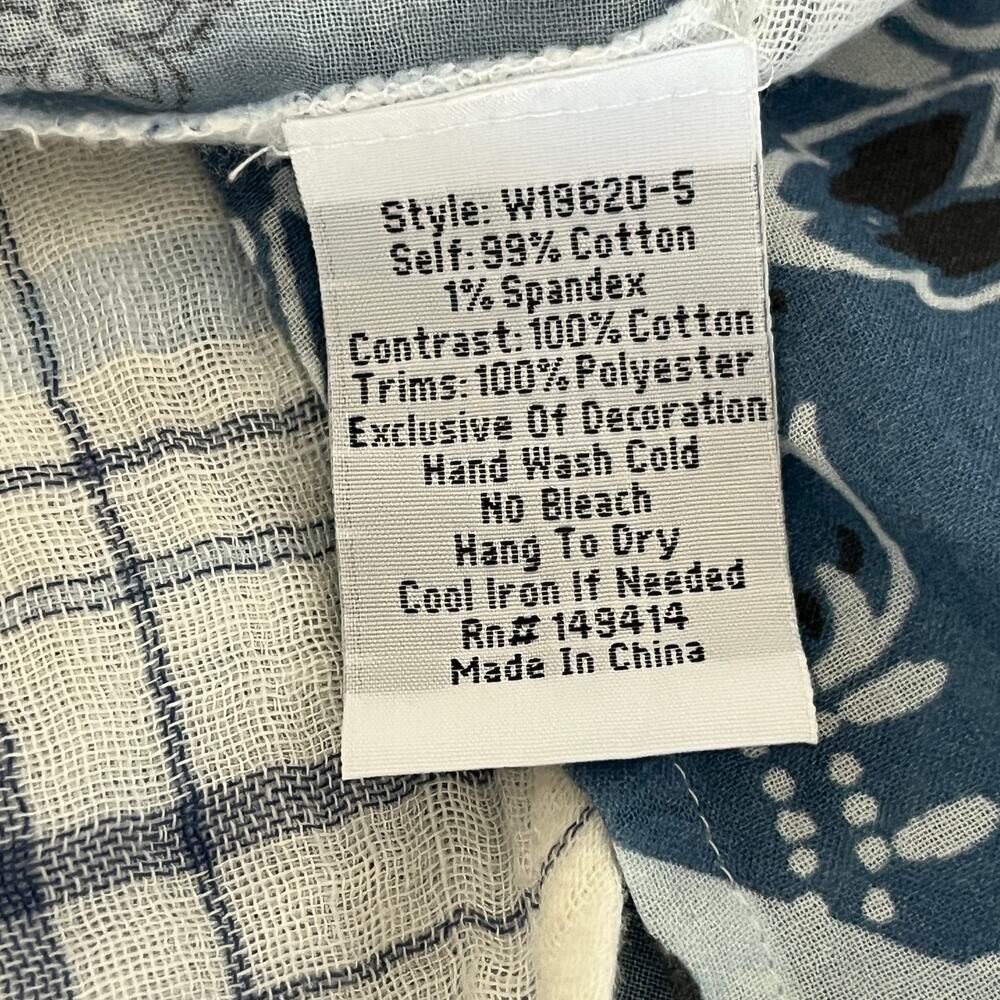 Style: W19620-5
Self: 99% Cotton
1% Spandex
Contrast: 100% Cotton
Trims: 100% Polyester
Exclusive Of Decoration
Hand Wash Cold
No Bleach
Hang To Dry
Cool Iron If Needed
Rn# 149414
Made In China